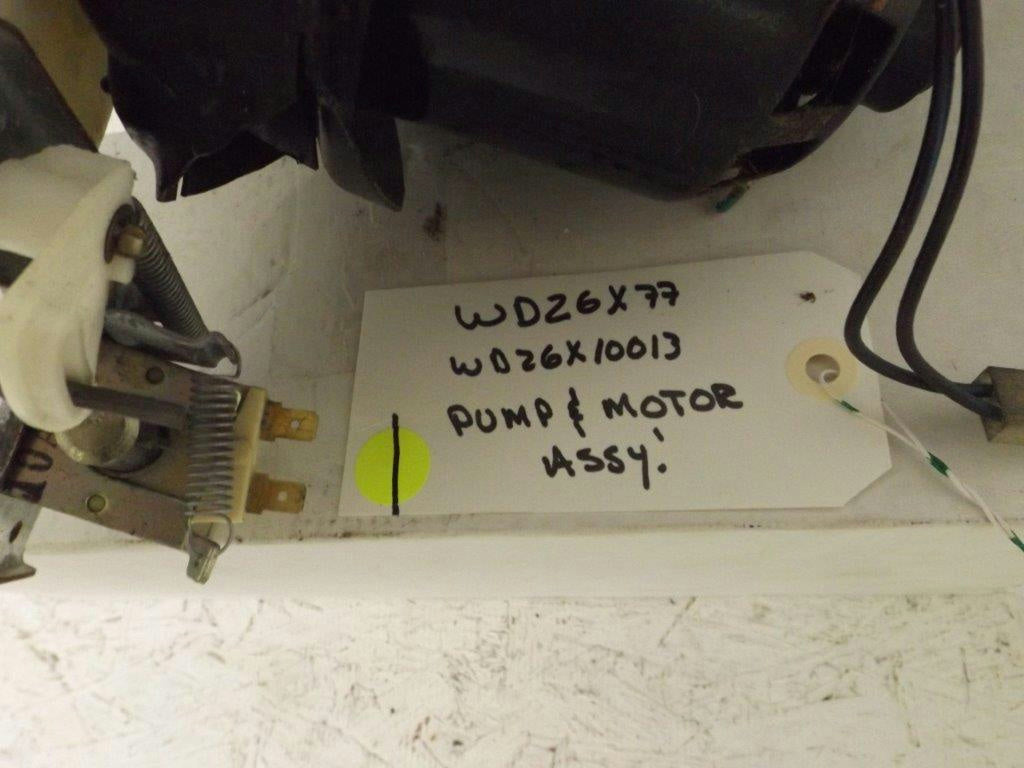 WD26X77
WD26X10013
PUMP & MOTOR
ASSY.